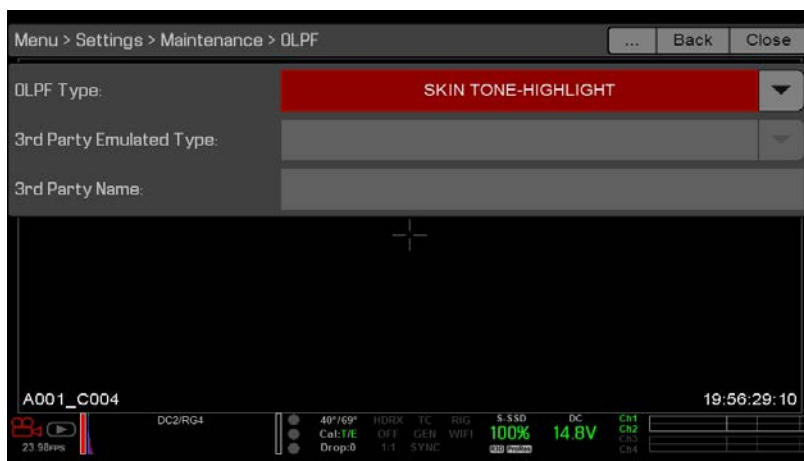 Menu > Settings > Maintenance > OLPF ... Back Close
OLPF Type: SKIN TONE-HIGHLIGHT
3rd Party Emulated Type:
3rd Party Name:
A001_C004 19:56:29:10
DC2/RG4 40°/69° HDRX TC RIG S-SSD DC Ch1
Cal:T/E OFF GEN WIFI 100% 14.8V Ch2
23.98FPS Drop:0 1:1 SYNC R3D ProRes Ch3
Ch4